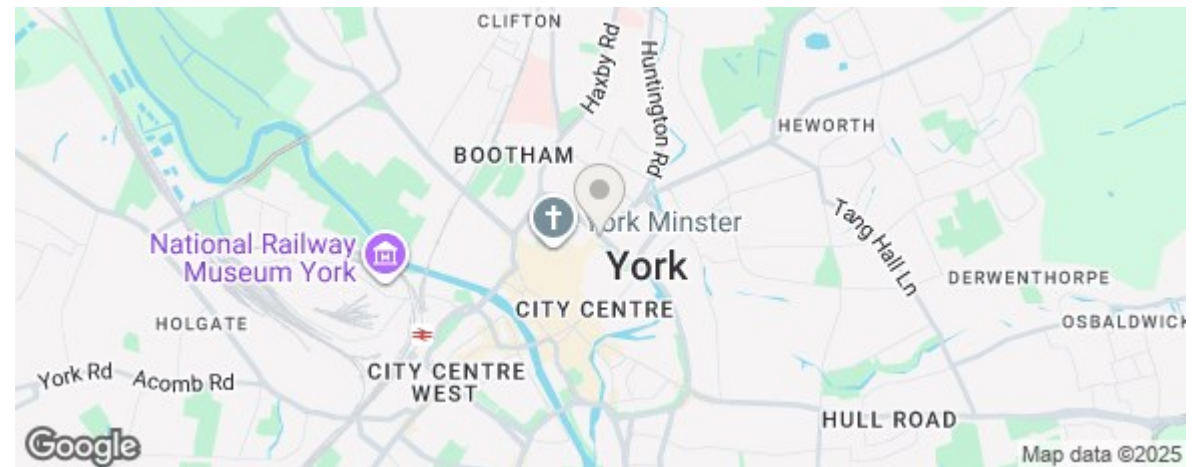 CLIFTON
Haxby Rd
Huntington Rd
HEWORTH
BOOTHAM
York Minster
Tang Hall Ln
National Railway
Museum York
York
DERWENTHORPE
CITY CENTRE
HOLGATE
OSBALDWICK
York Rd
Acomb Rd
CITY CENTRE
WEST
HULL ROAD
Google
Map data ©2025